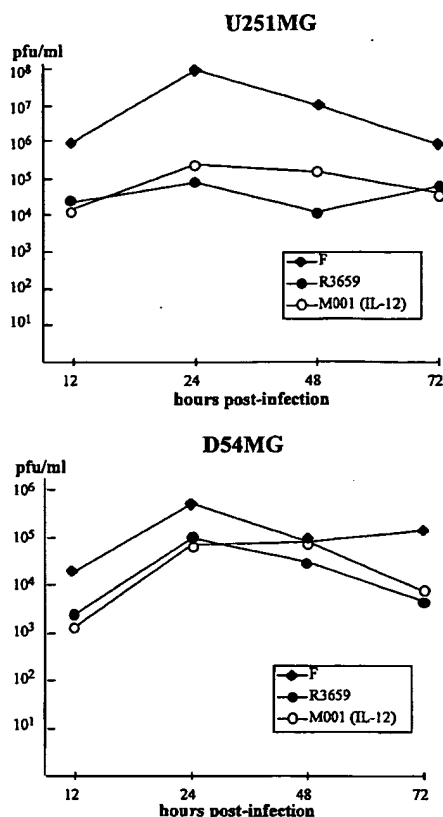 U251MG
pfu/ml
10⁸
10⁷
10⁶
10⁵
10⁴
10³
10²
10¹
F
R3659
M001 (IL-12)
12 24 48 72
hours post-infection
D54MG
pfu/ml
10⁶
10⁵
10⁴
10³
10²
10¹
F
R3659
M001 (IL-12)
12 24 48 72
hours post-infection